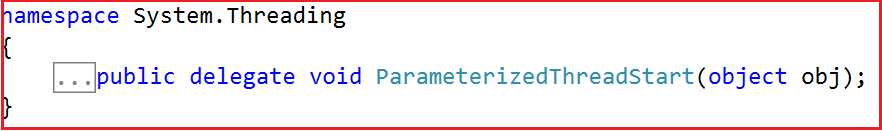 namespace System.Threading
{
    ...public delegate void ParameterizedThreadStart(object obj);
}